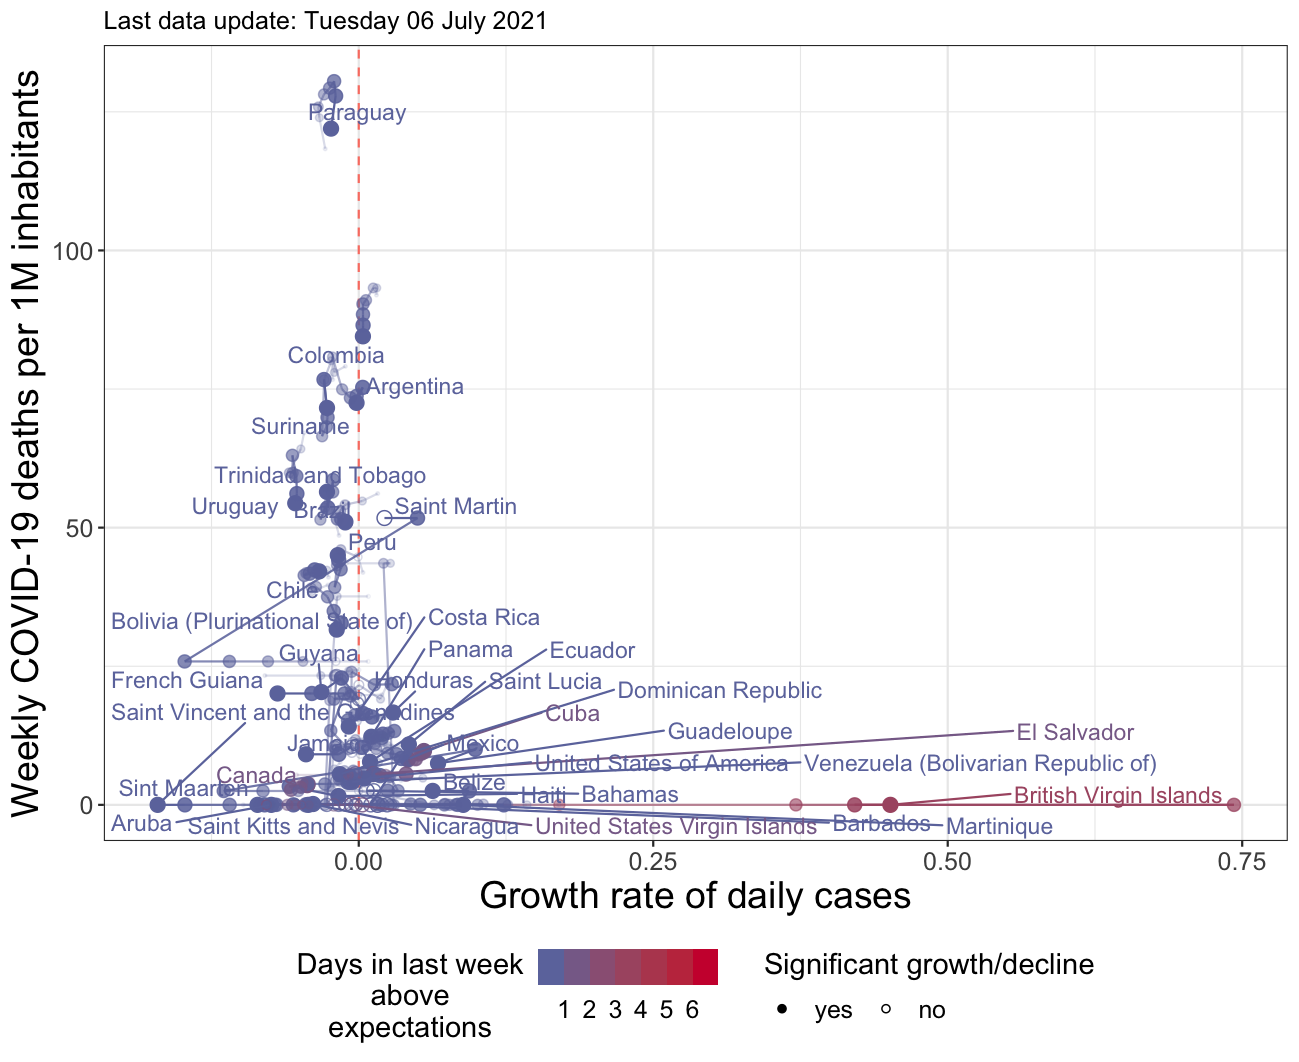 Last data update: Tuesday 06 July 2021
Weekly COVID-19 deaths per 1M inhabitants
100
50
0
Paraguay
Colombia
Argentina
Suriname
Trinidad and Tobago
Uruguay
Brazil
Saint Martin
Peru
Chile
Bolivia (Plurinational State of)
Costa Rica
Guyana
Panama
Ecuador
French Guiana
Honduras
Saint Lucia
Dominican Republic
Saint Vincent and the Grenadines
Cuba
Guadeloupe
El Salvador
Jamaica
Mexico
United States of America
Venezuela (Bolivarian Republic of)
Canada
Sint Maarten
Belize
Haiti
Bahamas
British Virgin Islands
Aruba
Saint Kitts and Nevis
Nicaragua
United States Virgin Islands
Barbados
Martinique
0.00
0.25
0.50
0.75
Growth rate of daily cases
Days in last week
above
expectations
1 2 3 4 5 6
Significant growth/decline
yes
no